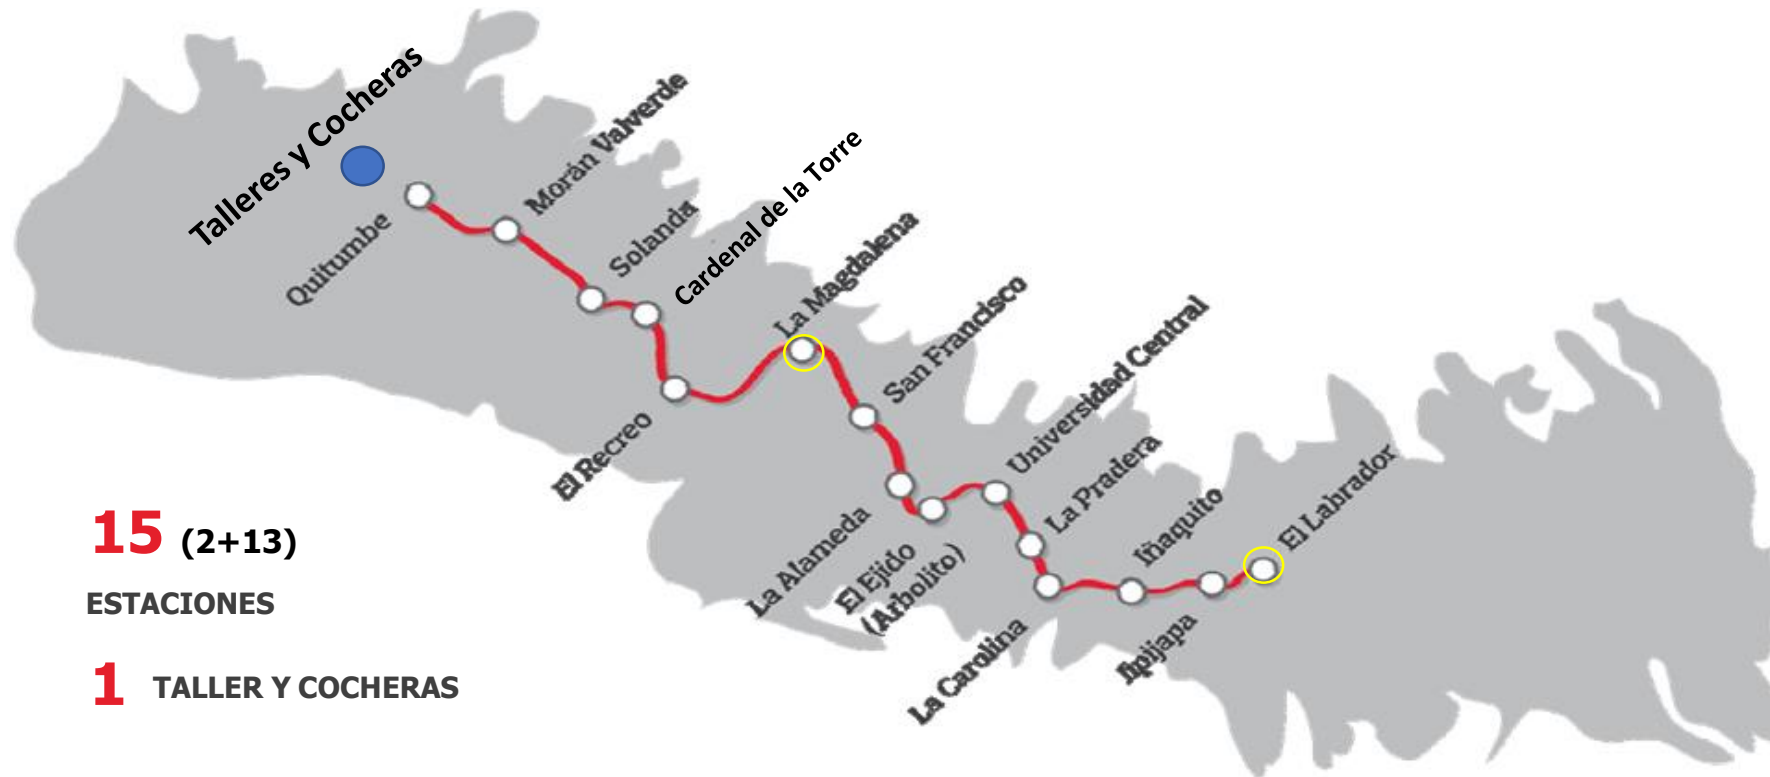 Talleres y Cocheras
Quitumbe
Morán Valverde
Solanda
Cardenal de la Torre
El Recreo
La Magdalena
San Francisco
La Alameda
El Ejido
(Arbolito)
Universidad Central
La Pradera
La Carolina
Iñaquito
Jipijapa
El Labrador
15 (2+13)
ESTACIONES
1 TALLER Y COCHERAS